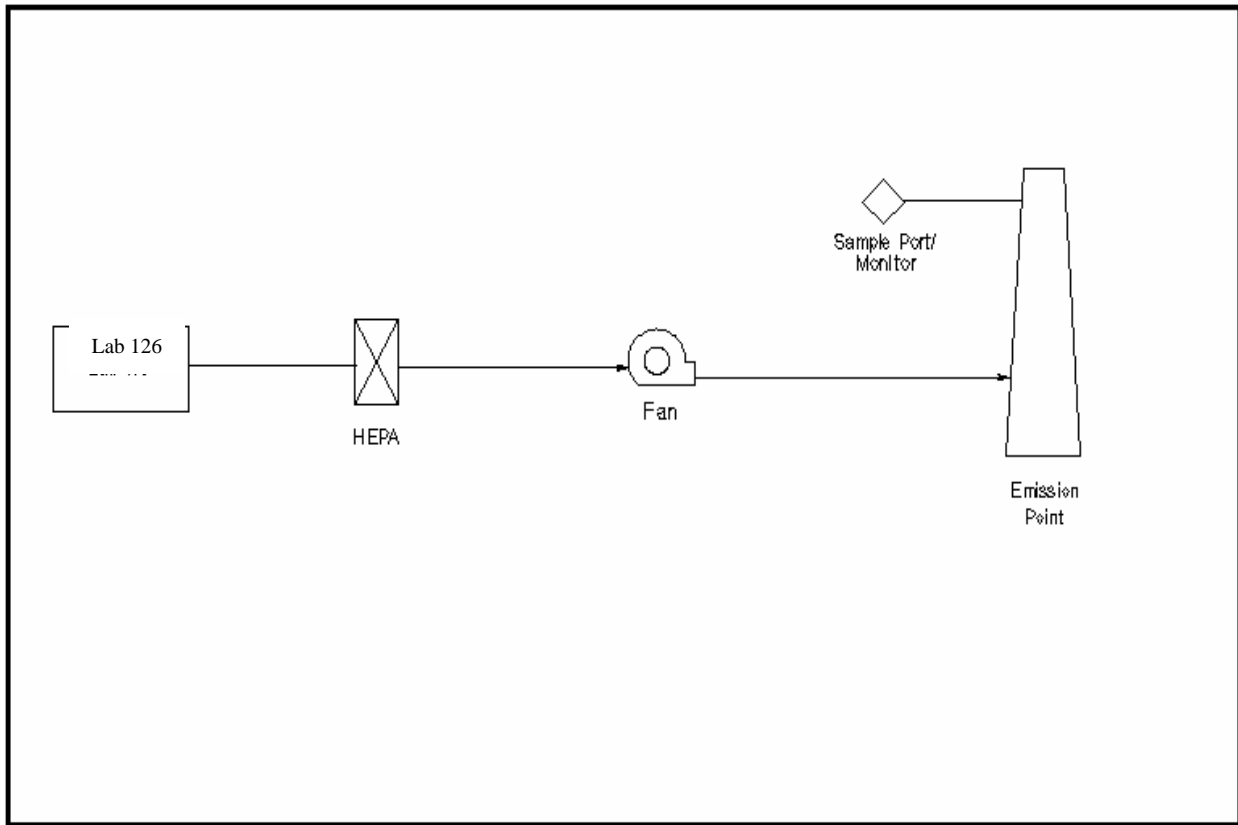 Lab 126
HEPA
Fan
Sample Port/
Monitor
Emission
Point